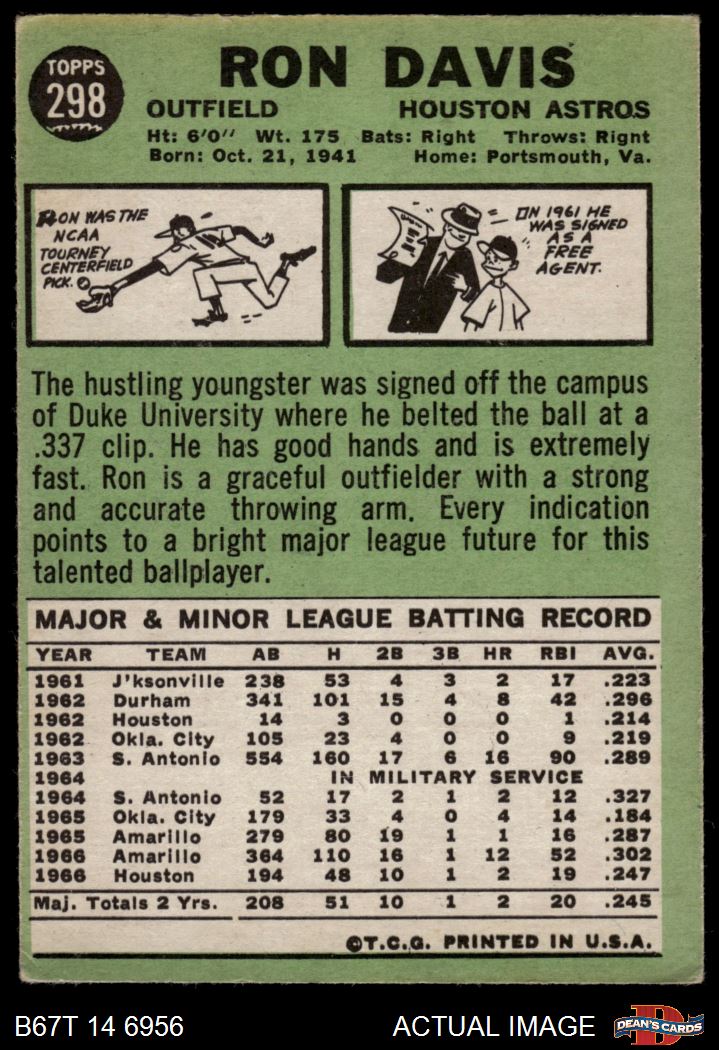 TOPPS
298
RON DAVIS
OUTFIELD HOUSTON ASTROS
Ht: 6'0" Wt. 175 Bats: Right Throws: Right
Born: Oct. 21, 1941 Home: Portsmouth, Va.
RON WAS THE
NCAA
TOURNEY
CENTERFIELD
PICK.
IN 1961 HE
WAS SIGNED
AS A
FREE
AGENT.
The hustling youngster was signed off the campus
of Duke University where he belted the ball at a
.337 clip. He has good hands and is extremely
fast. Ron is a graceful outfielder with a strong
and accurate throwing arm. Every indication
points to a bright major league future for this
talented ballplayer.
MAJOR & MINOR LEAGUE BATTING RECORD
YEAR TEAM AB H 2B 3B HR RBI AVG.
1961 J'ksonville 238 53 4 3 2 17 .223
1962 Durham 341 101 15 4 8 42 .296
1962 Houston 14 3 0 0 0 1 .214
1962 Okla. City 105 23 4 0 0 9 .219
1963 S. Antonio 554 160 17 6 16 90 .289
1964 IN MILITARY SERVICE
1964 S. Antonio 52 17 2 1 2 12 .327
1965 Okla. City 179 33 4 0 4 14 .184
1965 Amarillo 279 80 19 1 1 16 .287
1966 Amarillo 364 110 16 1 12 52 .302
1966 Houston 194 48 10 1 2 19 .247
Maj. Totals 2 Yrs. 208 51 10 1 2 20 .245
©T.C.G. PRINTED IN U.S.A.
B67T 14 6956 ACTUAL IMAGE
DEAN'S CARDS